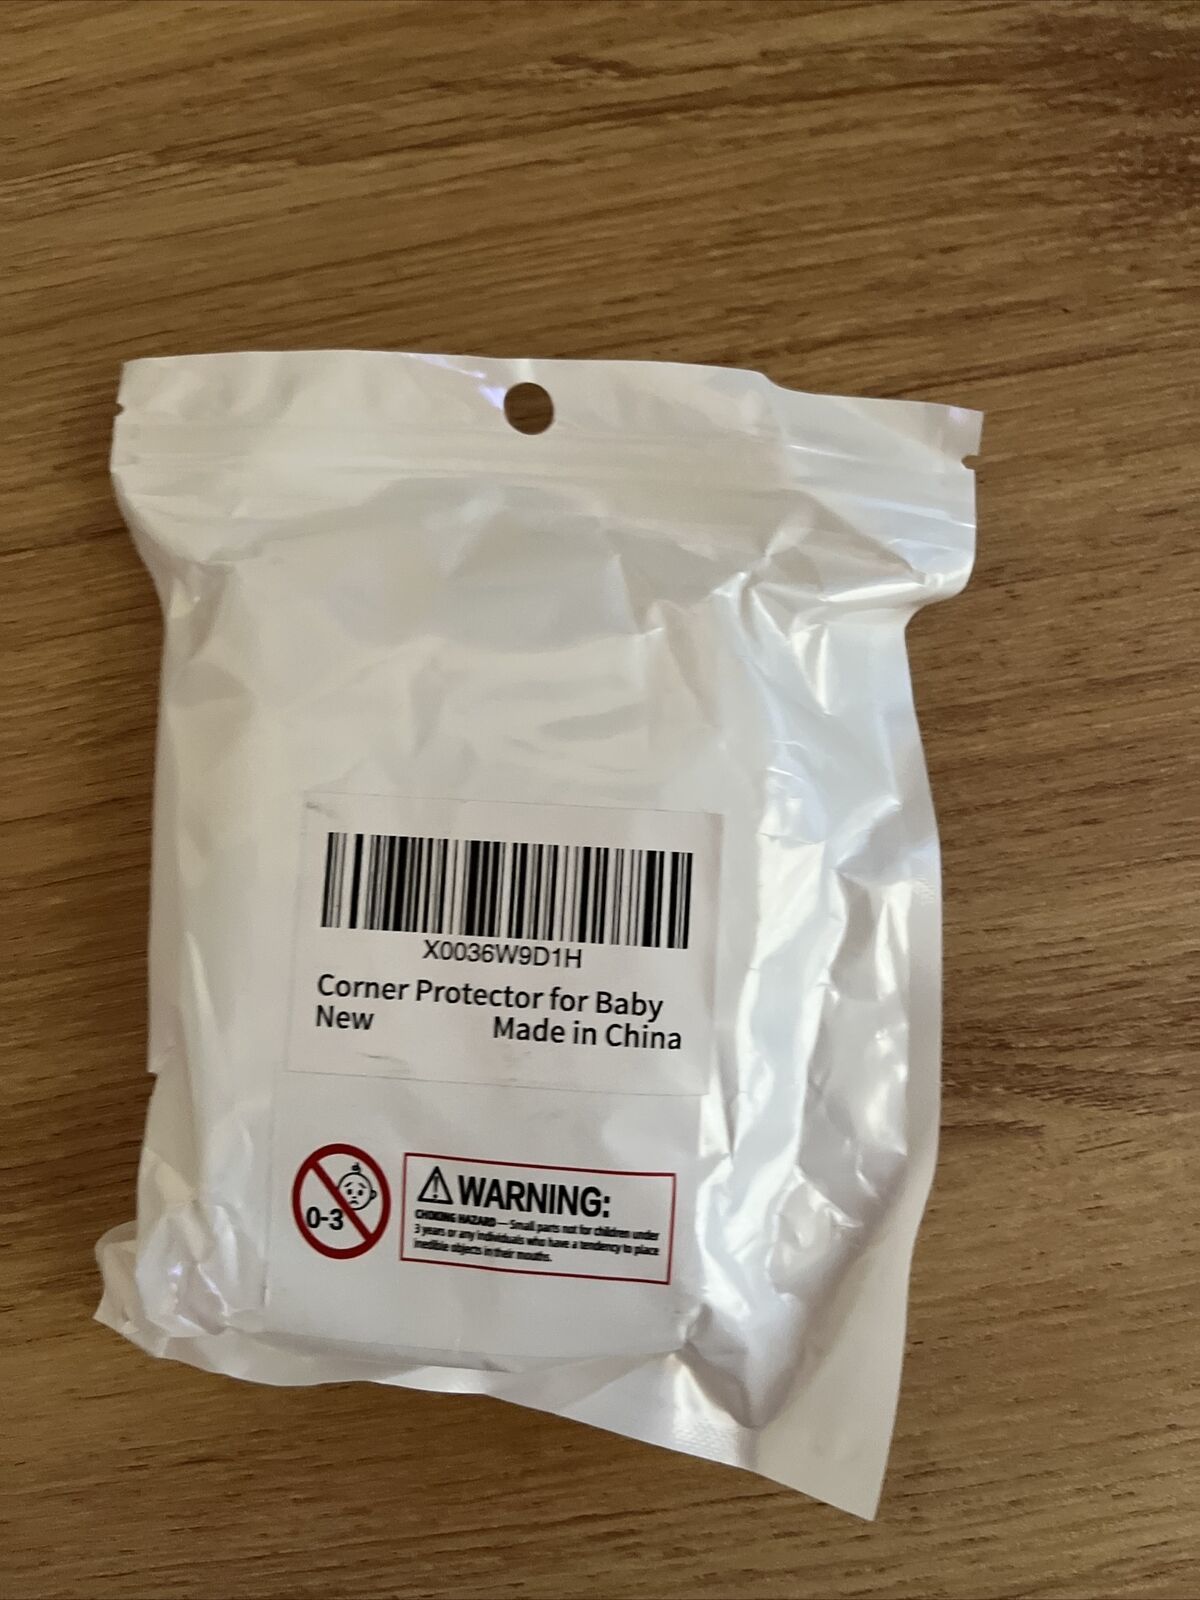 X0036W9D1H
Corner Protector for Baby
New Made in China
0-3
WARNING:
CHOKING HAZARD — Small parts not for children under
3 years or any individuals who have a tendency to place
inedible objects in their mouths.